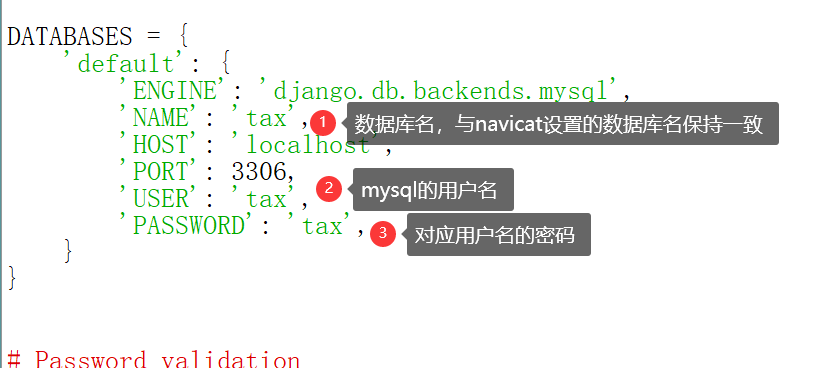 DATABASES = {
'default': {
'ENGINE': 'django.db.backends.mysql',
'NAME': 'tax', 1 数据库名，与navicat设置的数据库名保持一致
'HOST': 'localhost',
'PORT': 3306,
'USER': 'tax', 2 mysql的用户名
'PASSWORD': 'tax', 3 对应用户名的密码
}
}
# Password validation